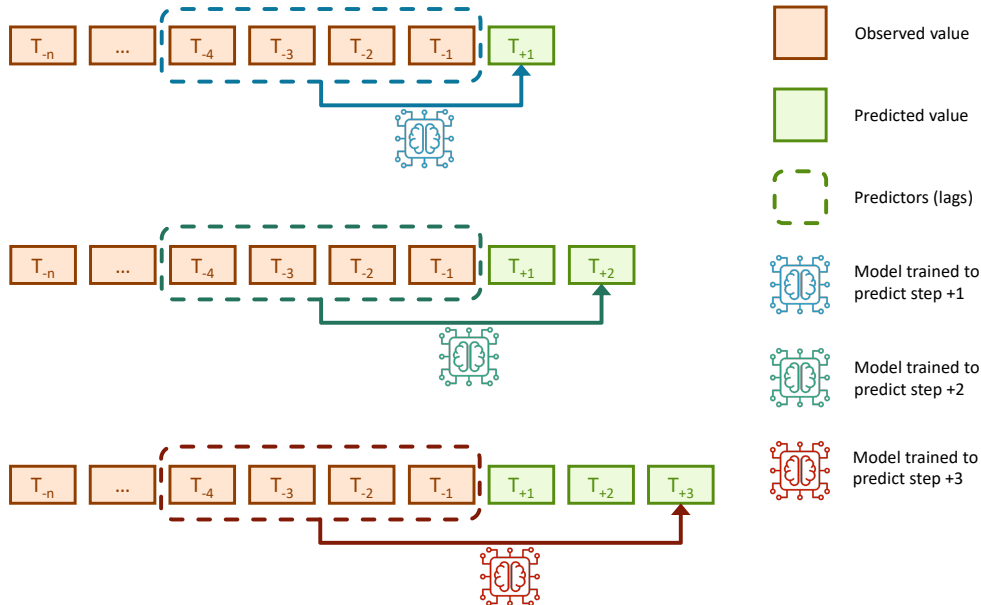 T-n ... T-4 T-3 T-2 T-1 T+1
Observed value
Predicted value
Predictors (lags)
T-n ... T-4 T-3 T-2 T-1 T+1 T+2
Model trained to
predict step +1
Model trained to
predict step +2
T-n ... T-4 T-3 T-2 T-1 T+1 T+2 T+3
Model trained to
predict step +3